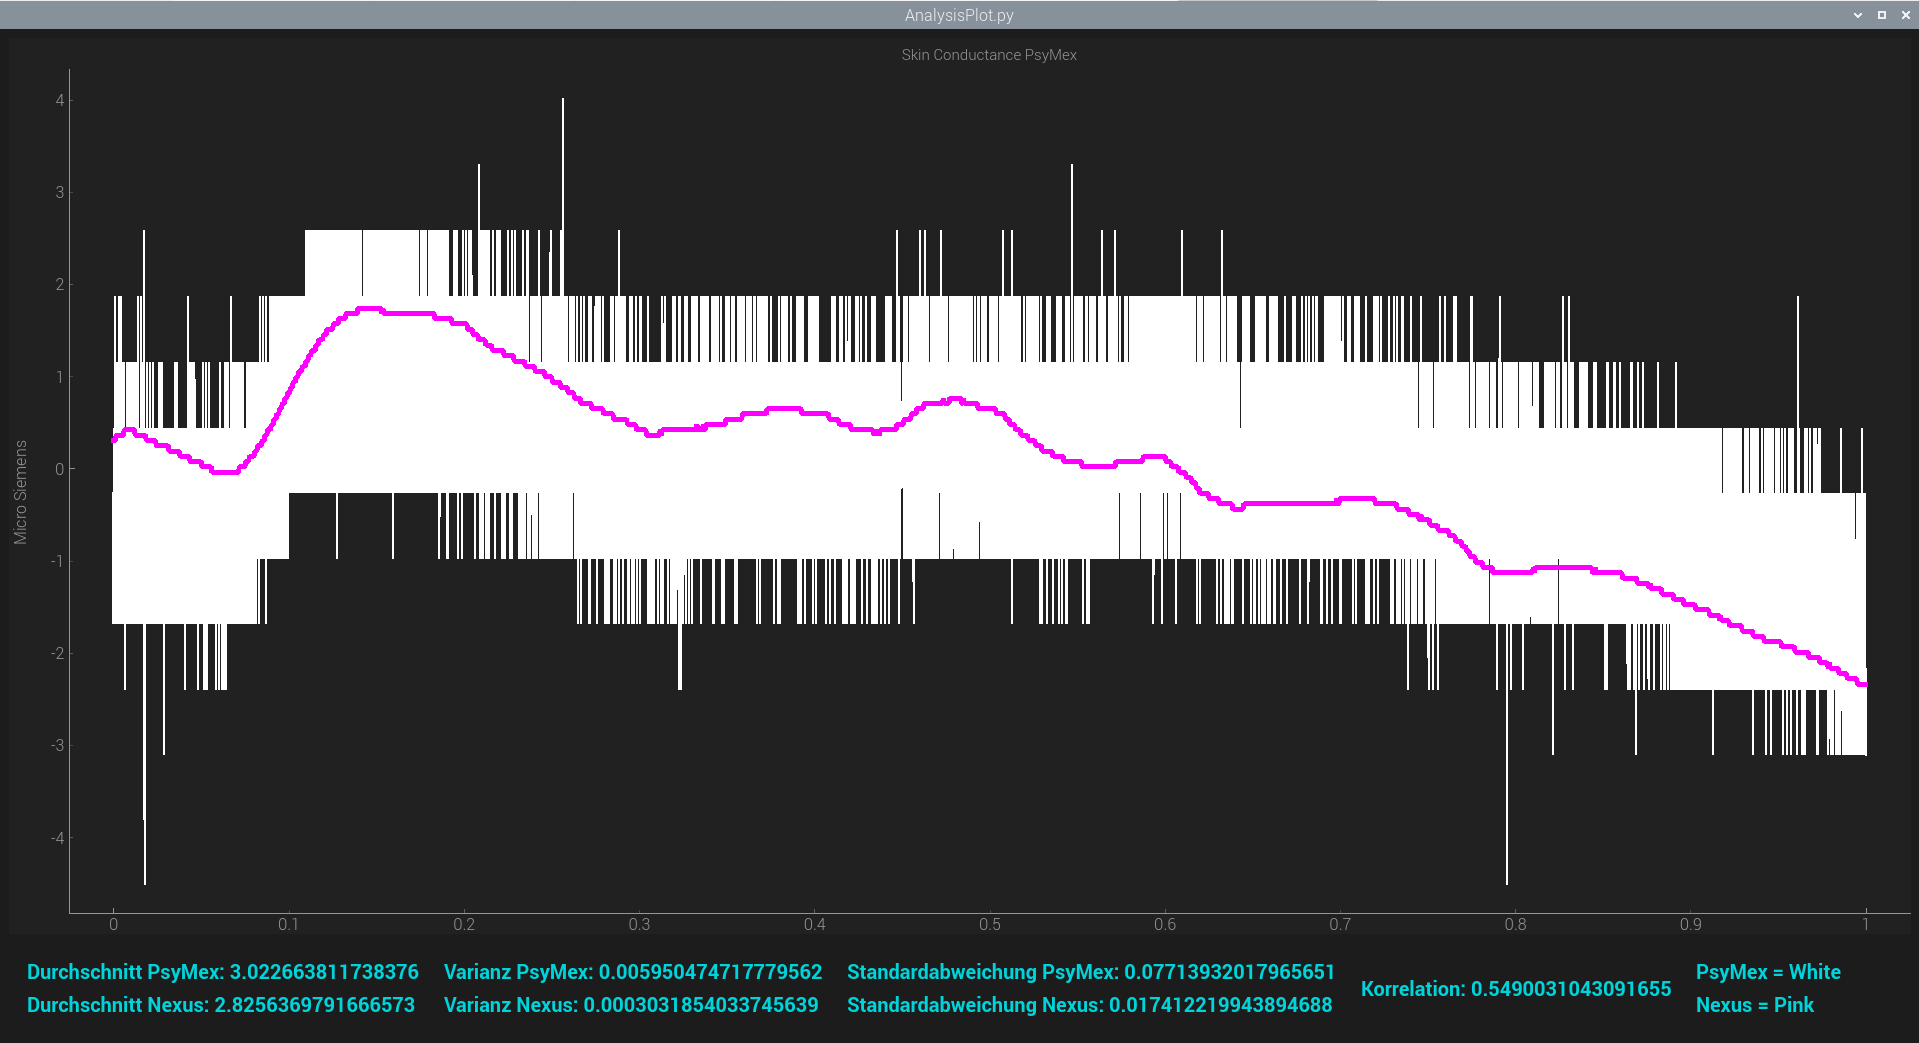 AnalysisPlot.py
Skin Conductance PsyMex
4
3
2
1
0
-1
-2
-3
-4
Micro Siemens
0 0.1 0.2 0.3 0.4 0.5 0.6 0.7 0.8 0.9 1
Durchschnitt PsyMex: 3.022663811738376 Varianz PsyMex: 0.005950474717779562 Standardabweichung PsyMex: 0.07713932017965651 PsyMex = White
Korrelation: 0.5490031043091655
Durchschnitt Nexus: 2.8256369791666573 Varianz Nexus: 0.0003031854033745639 Standardabweichung Nexus: 0.017412219943894688 Nexus = Pink